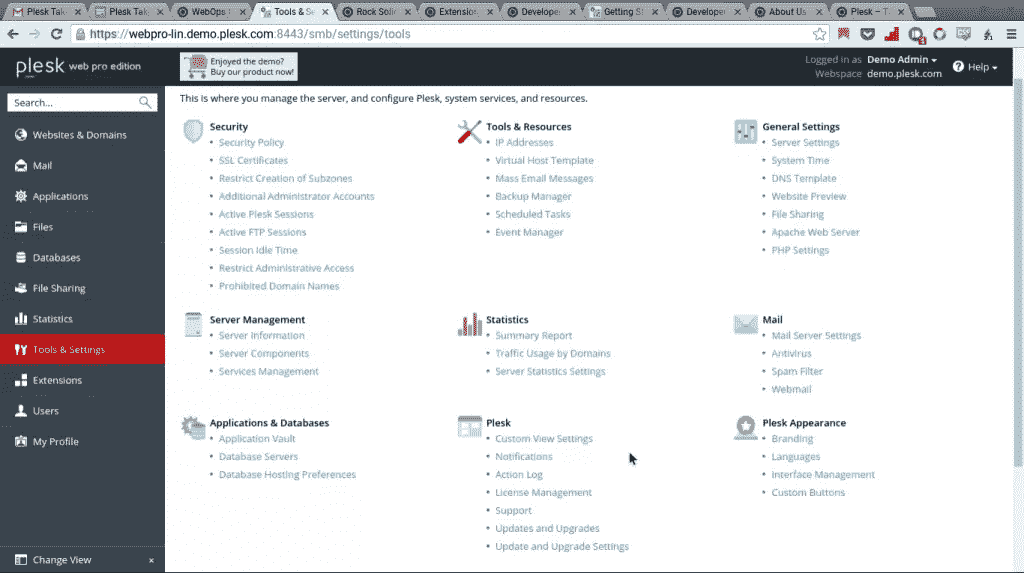 Plesk Tak
Plesk Tak
WebOps
Tools & Se
Rock Soli
Extension
Develope
Getting S
Develope
About Us
Plesk – T
https://webpro-lin.demo.plesk.com:8443/smb/settings/tools
plesk web pro edition
Enjoyed the demo?
Buy our product now!
Logged in as Demo Admin
Webspace demo.plesk.com
Help
Search...
Websites & Domains
Mail
Applications
Files
Databases
File Sharing
Statistics
Tools & Settings
Extensions
Users
My Profile
Change View
This is where you manage the server, and configure Plesk, system services, and resources.
Security
Security Policy
SSL Certificates
Restrict Creation of Subzones
Additional Administrator Accounts
Active Plesk Sessions
Active FTP Sessions
Session Idle Time
Restrict Administrative Access
Prohibited Domain Names
Tools & Resources
IP Addresses
Virtual Host Template
Mass Email Messages
Backup Manager
Scheduled Tasks
Event Manager
General Settings
Server Settings
System Time
DNS Template
Website Preview
File Sharing
Apache Web Server
PHP Settings
Server Management
Server Information
Server Components
Services Management
Statistics
Summary Report
Traffic Usage by Domains
Server Statistics Settings
Mail
Mail Server Settings
Antivirus
Spam Filter
Webmail
Applications & Databases
Application Vault
Database Servers
Database Hosting Preferences
Plesk
Custom View Settings
Notifications
Action Log
License Management
Support
Updates and Upgrades
Update and Upgrade Settings
Plesk Appearance
Branding
Languages
Interface Management
Custom Buttons